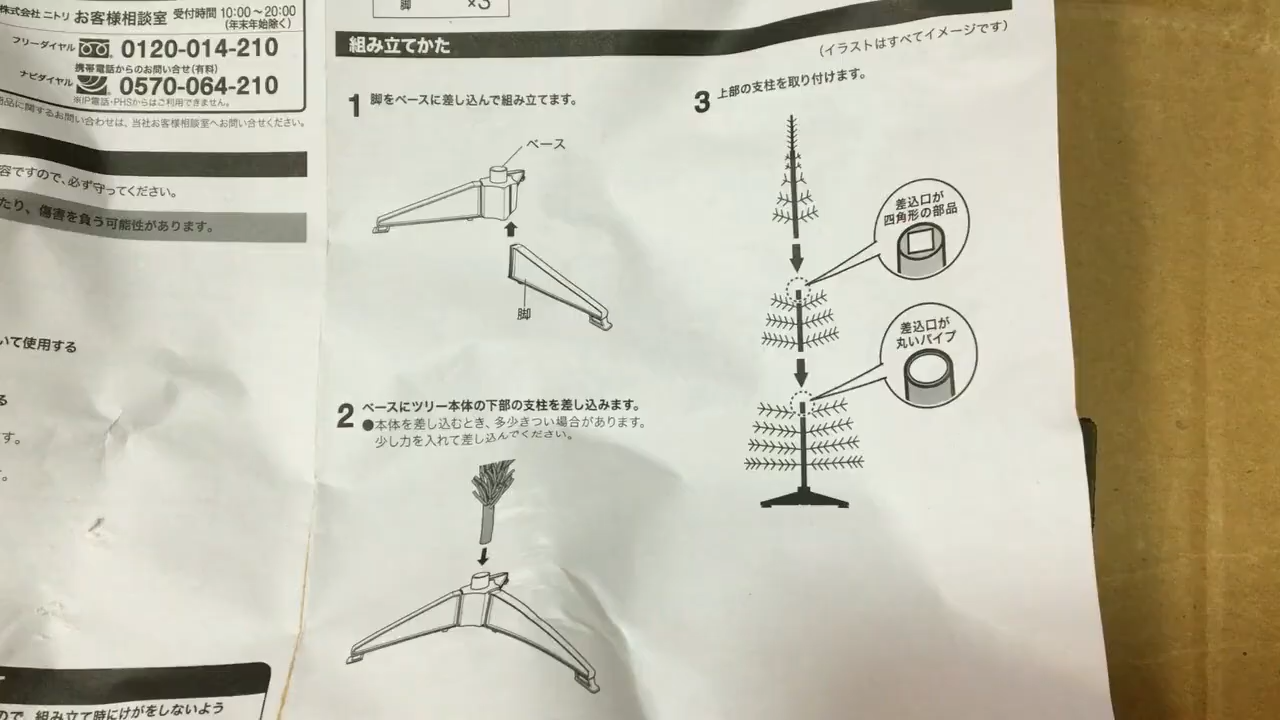 株式会社 ニトリ お客様相談室 受付時間 10:00～20:00
(年末年始除く)
フリーダイヤル 0120-014-210
携帯電話からのお問い合せ(有料)
ナビダイヤル 0570-064-210
※IP電話・PHSからはご利用できません。
商品に関するお問い合わせは、当社お客様相談室へお問い合せください。
容ですので、必ず守ってください。
たり、傷害を負う可能性があります。
いて使用する
る
す。
。
ので、組み立て時にけがをしないよう
脚 ×3
組み立てかた
(イラストはすべてイメージです)
1 脚をベースに差し込んで組み立てます。
ベース
脚
2 ベースにツリー本体の下部の支柱を差し込みます。
●本体を差し込むとき、多少きつい場合があります。
少し力を入れて差し込んでください。
3 上部の支柱を取り付けます。
差込口が
四角形の部品
差込口が
丸いパイプ